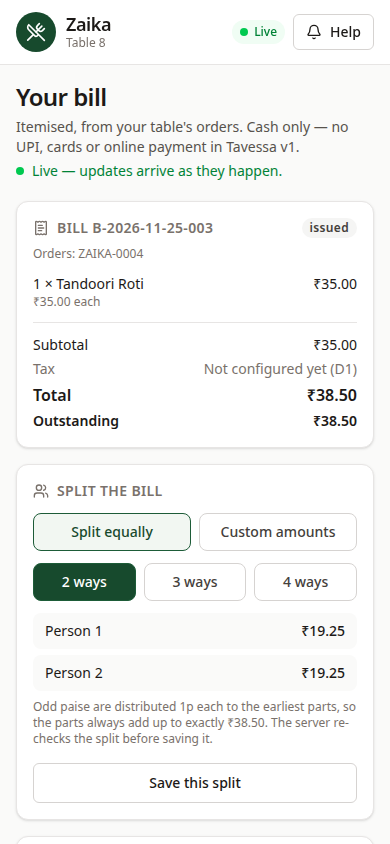 Zaika
Table 8
Live
Help
Your bill
Itemised, from your table's orders. Cash only — no
UPI, cards or online payment in Tavessa v1.
Live — updates arrive as they happen.
BILL B-2026-11-25-003
issued
Orders: ZAIKA-0004
1 × Tandoori Roti ₹35.00
₹35.00 each
Subtotal ₹35.00
Tax Not configured yet (D1)
Total ₹38.50
Outstanding ₹38.50
SPLIT THE BILL
Split equally Custom amounts
2 ways 3 ways 4 ways
Person 1 ₹19.25
Person 2 ₹19.25
Odd paise are distributed 1p each to the earliest parts, so
the parts always add up to exactly ₹38.50. The server re-
checks the split before saving it.
Save this split